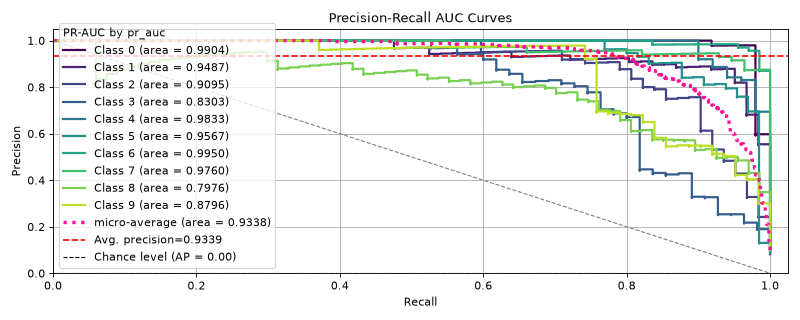 Precision-Recall AUC Curves
PR-AUC by pr_auc
Class 0 (area = 0.9904)
Class 1 (area = 0.9487)
Class 2 (area = 0.9095)
Class 3 (area = 0.8303)
Class 4 (area = 0.9833)
Class 5 (area = 0.9567)
Class 6 (area = 0.9950)
Class 7 (area = 0.9760)
Class 8 (area = 0.7976)
Class 9 (area = 0.8796)
micro-average (area = 0.9338)
Avg. precision=0.9339
Chance level (AP = 0.00)
Precision
1.0
0.8
0.6
0.4
0.2
0.0
0.0 0.2 0.4 0.6 0.8 1.0
Recall